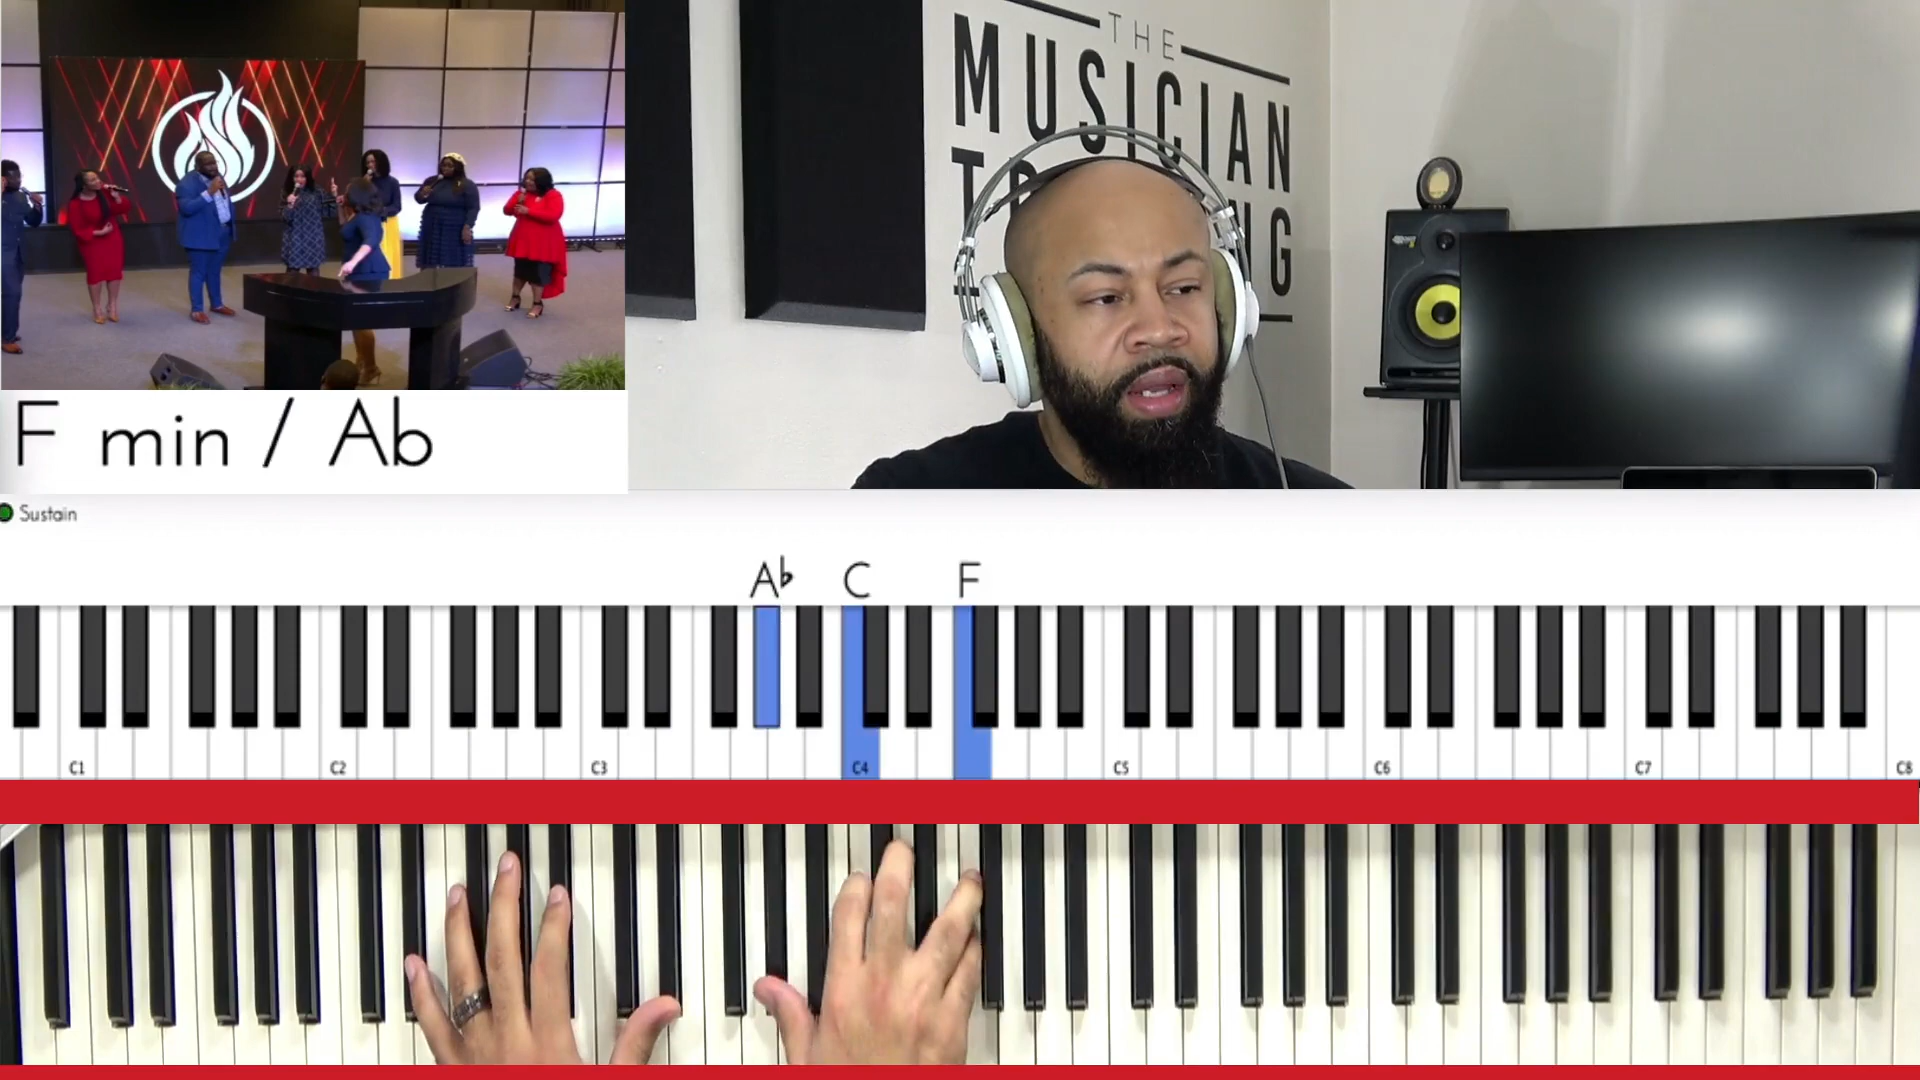 THE
MUSICIAN
F min / Ab
Sustain
Ab C F
C1 C2 C3 C4 C5 C6 C7 C8